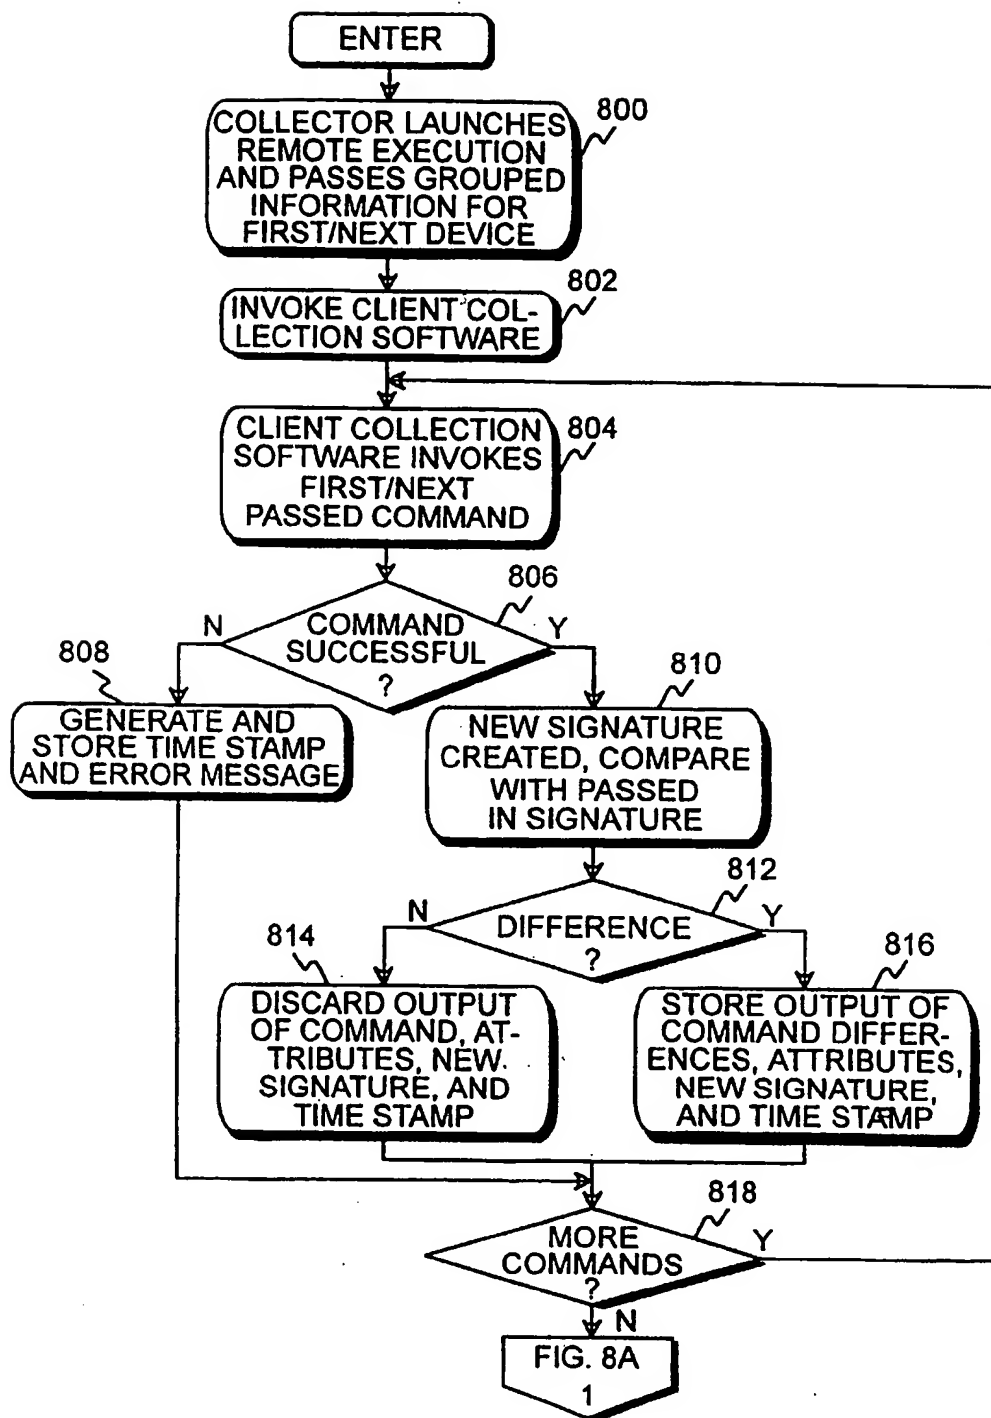 ENTER
800
COLLECTOR LAUNCHES
REMOTE EXECUTION
AND PASSES GROUPED
INFORMATION FOR
FIRST/NEXT DEVICE
802
INVOKE CLIENT COL-
LECTION SOFTWARE
804
CLIENT COLLECTION
SOFTWARE INVOKES
FIRST/NEXT
PASSED COMMAND
806
N
COMMAND
SUCCESSFUL
?
Y
808
GENERATE AND
STORE TIME STAMP
AND ERROR MESSAGE
810
NEW SIGNATURE
CREATED, COMPARE
WITH PASSED
IN SIGNATURE
812
N
DIFFERENCE
?
Y
814
DISCARD OUTPUT
OF COMMAND, AT-
TRIBUTES, NEW
SIGNATURE, AND
TIME STAMP
816
STORE OUTPUT OF
COMMAND DIFFER-
ENCES, ATTRIBUTES,
NEW SIGNATURE,
AND TIME STAMP
818
MORE
COMMANDS
?
Y
N
FIG. 8A
1